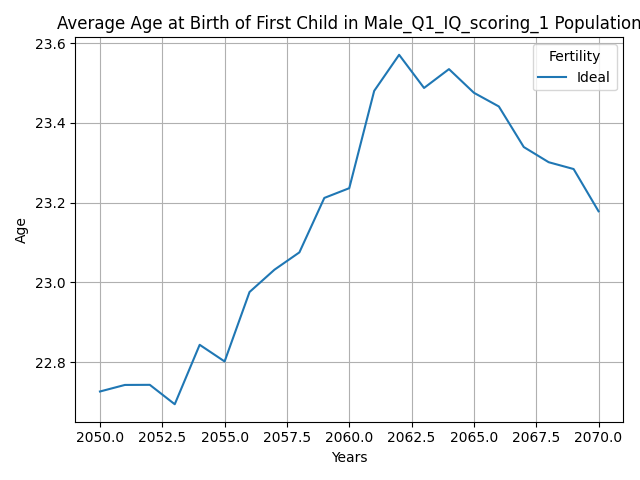 Average Age at Birth of First Child in Male_Q1_IQ_scoring_1 Population
Fertility
Ideal
23.6
23.4
23.2
23.0
22.8
Age
2050.0 2052.5 2055.0 2057.5 2060.0 2062.5 2065.0 2067.5 2070.0
Years